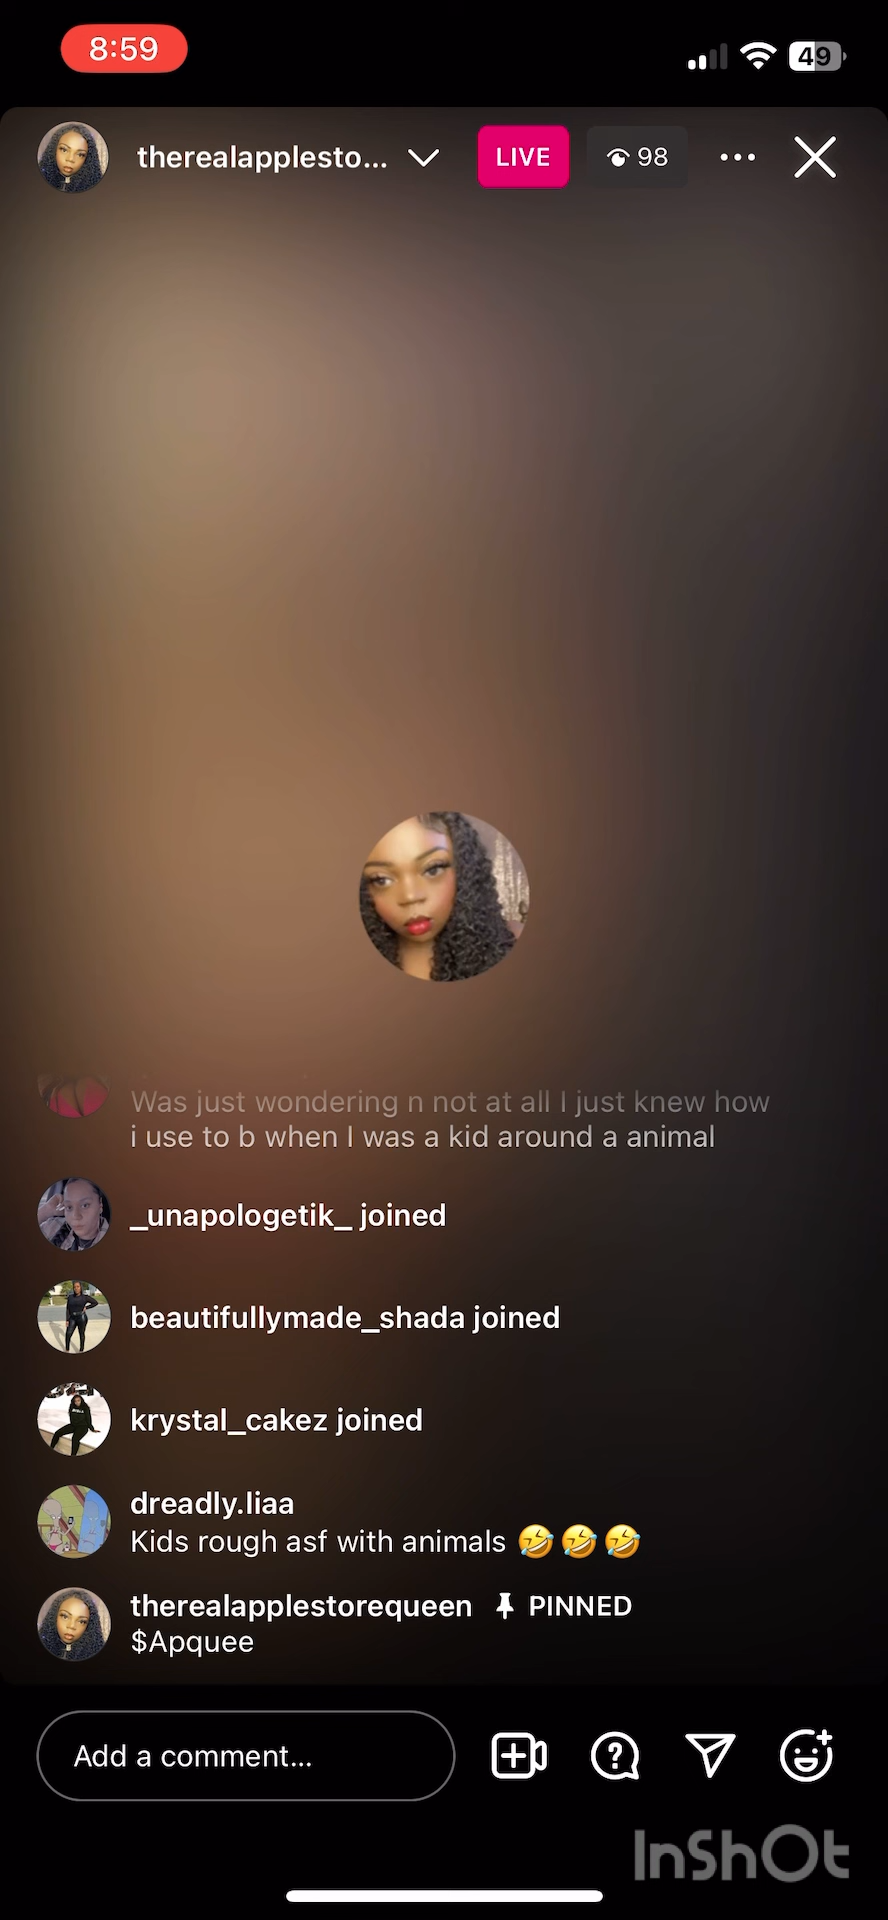 8:59
49
therealapplesto...
LIVE
98
Was just wondering n not at all I just knew how
i use to b when I was a kid around a animal
_unapologetik_ joined
beautifullymade_shada joined
krystal_cakez joined
dreadly.liaa
Kids rough asf with animals 🤣🤣🤣
therealapplestorequeen PINNED
$Apquee
Add a comment...
InShOt